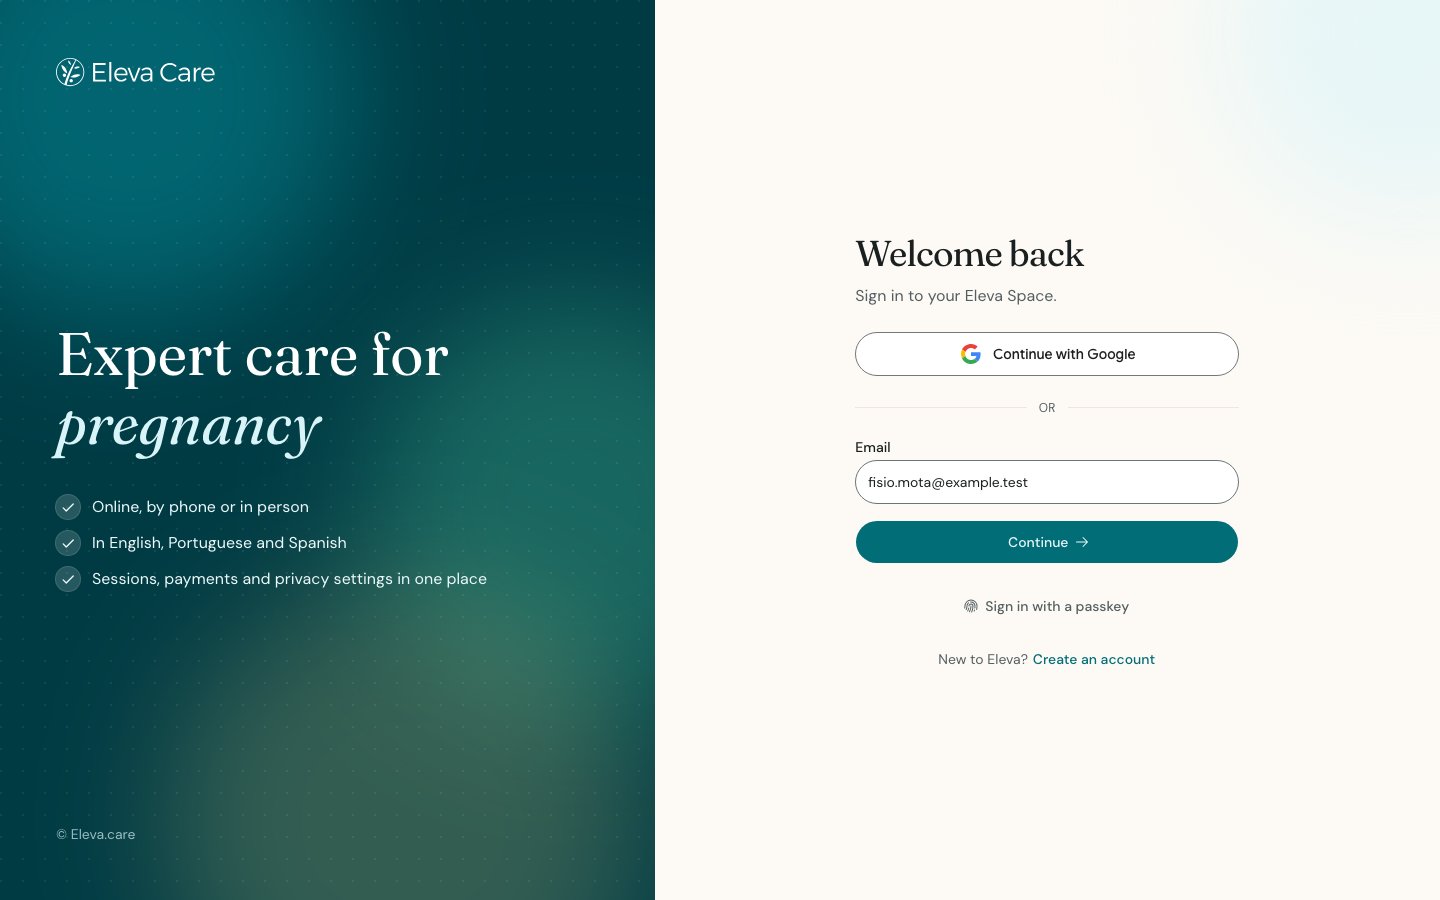 Eleva Care
Expert care for
pregnancy
Online, by phone or in person
In English, Portuguese and Spanish
Sessions, payments and privacy settings in one place
© Eleva.care
Welcome back
Sign in to your Eleva Space.
Continue with Google
OR
Email
fisio.mota@example.test
Continue →
Sign in with a passkey
New to Eleva? Create an account